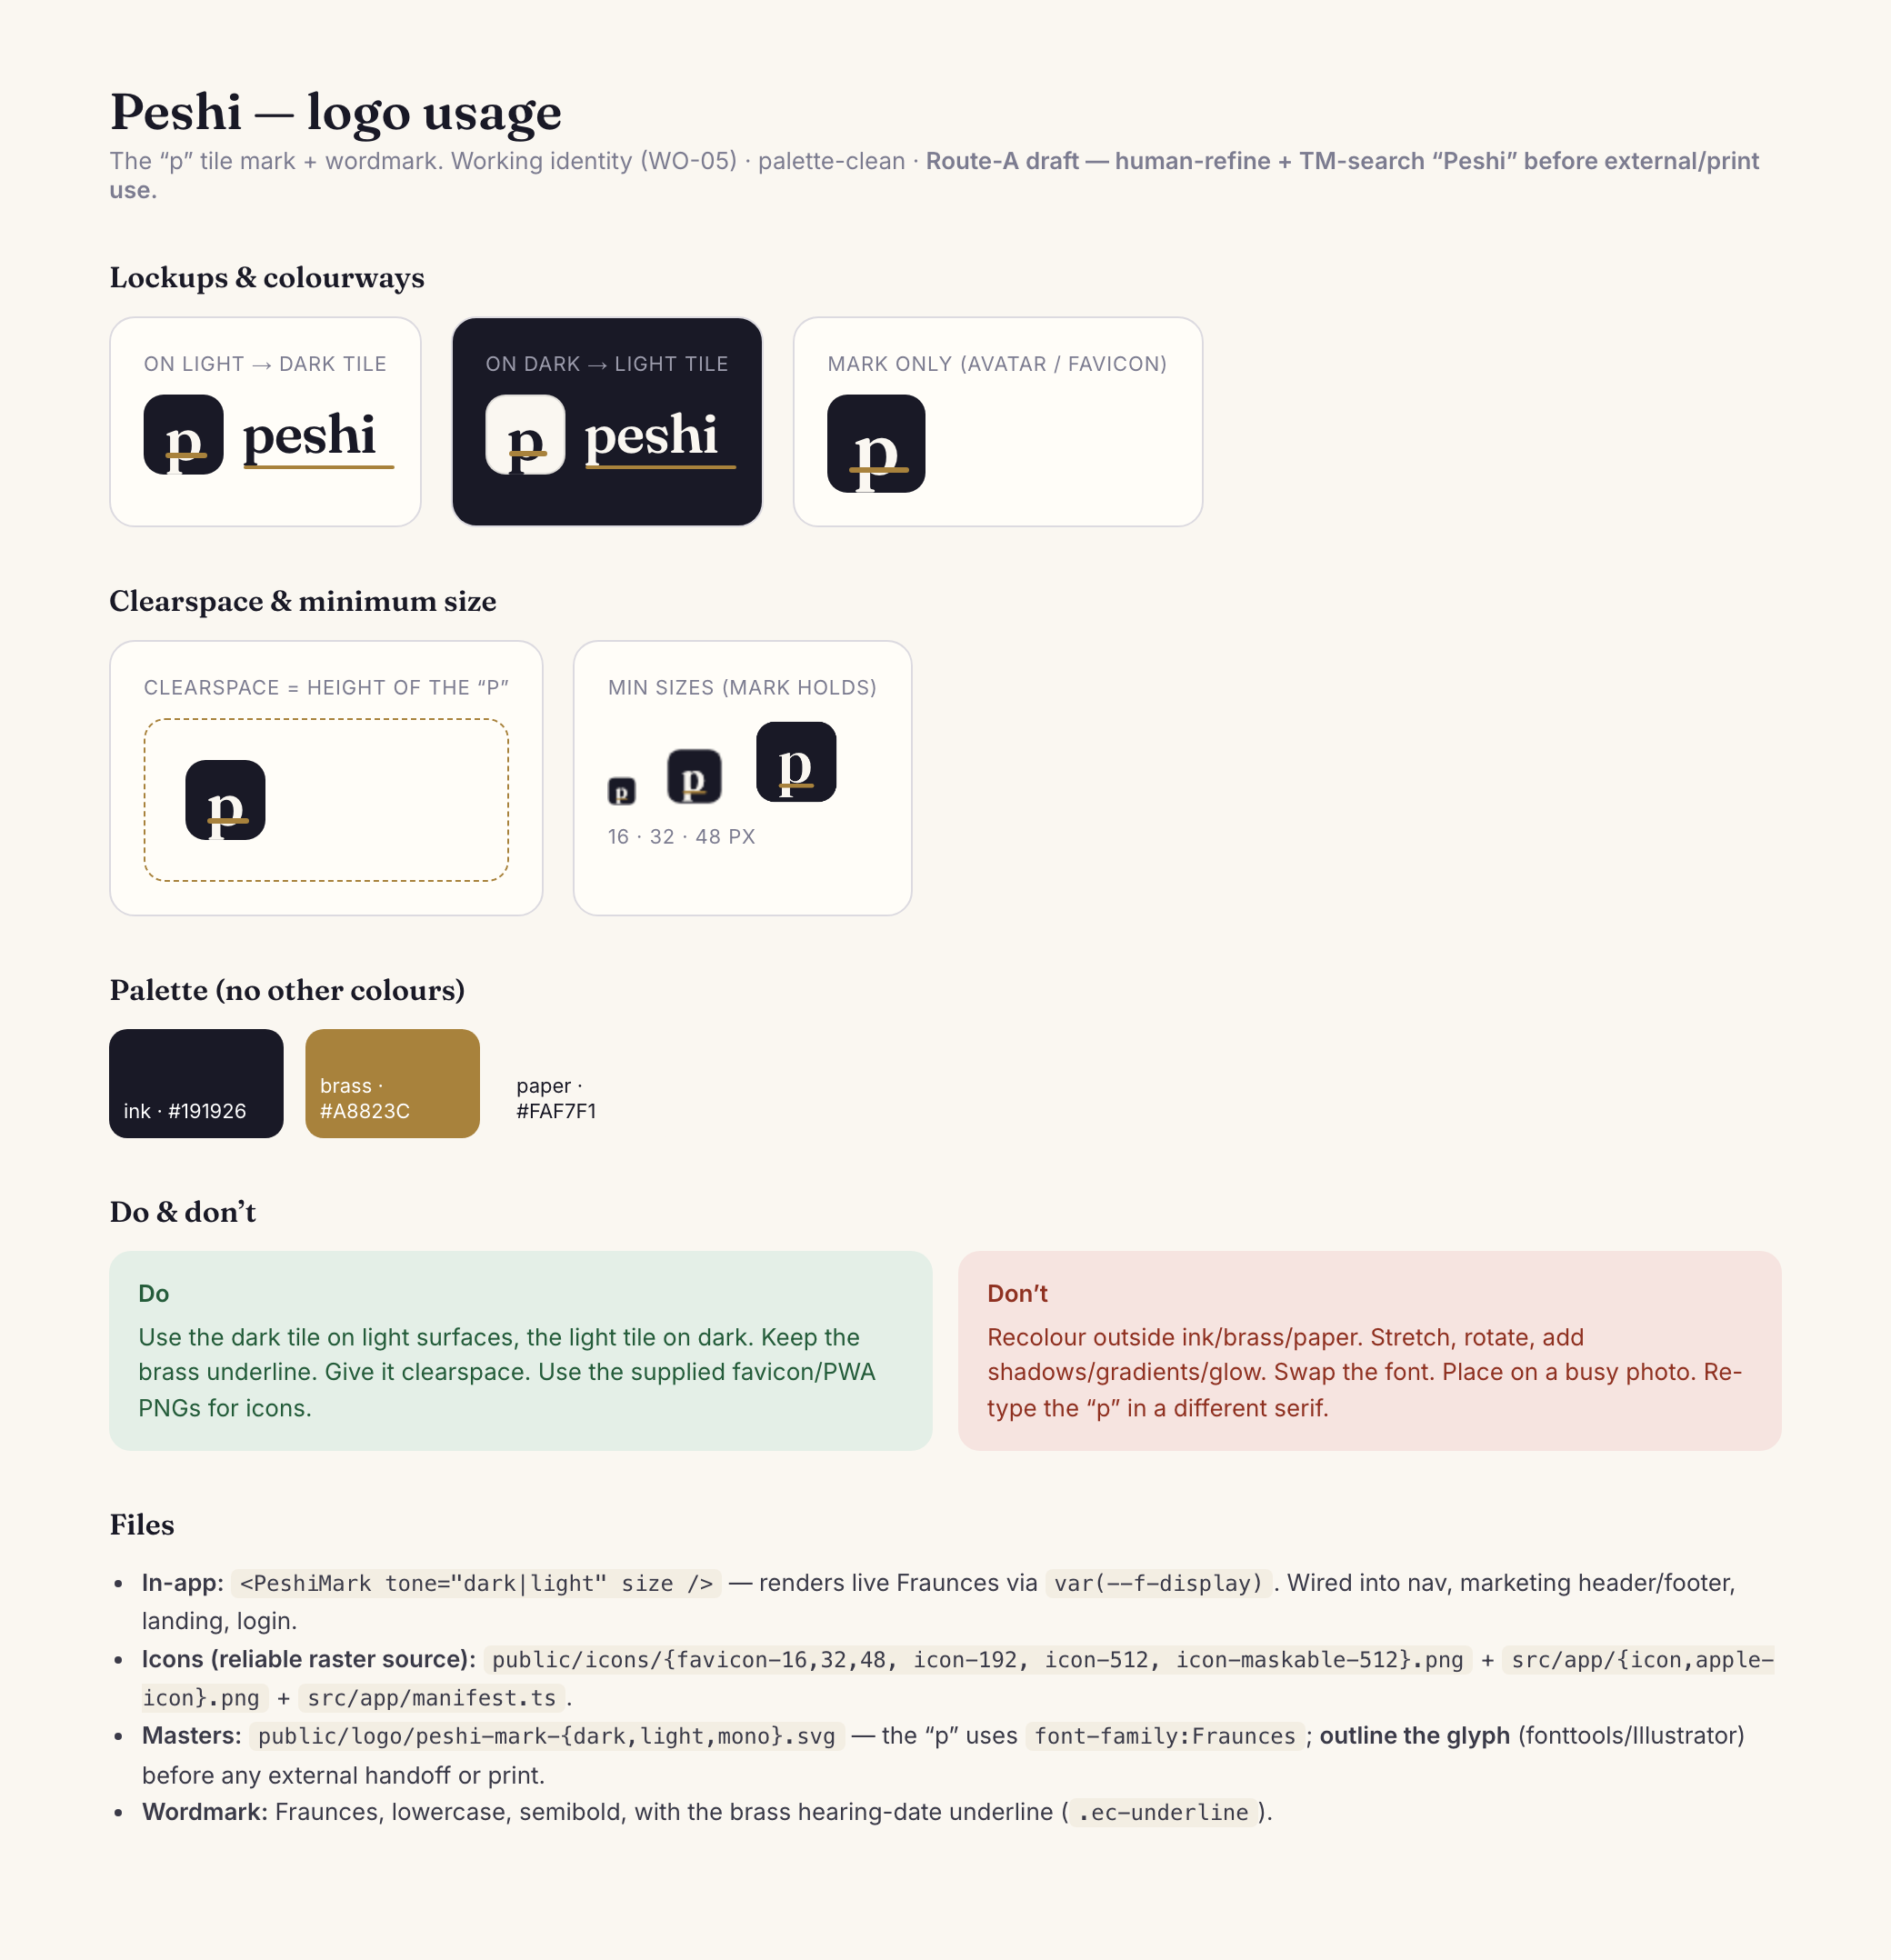 Peshi — logo usage
The “p” tile mark + wordmark. Working identity (WO-05) · palette-clean · Route-A draft — human-refine + TM-search “Peshi” before external/print
use.
Lockups & colourways
ON LIGHT → DARK TILE
p peshi
ON DARK → LIGHT TILE
p peshi
MARK ONLY (AVATAR / FAVICON)
p
Clearspace & minimum size
CLEARSPACE = HEIGHT OF THE “P”
p
MIN SIZES (MARK HOLDS)
p p p
16 · 32 · 48 PX
Palette (no other colours)
ink · #191926
brass ·
#A8823C
paper ·
#FAF7F1
Do & don’t
Do
Use the dark tile on light surfaces, the light tile on dark. Keep the
brass underline. Give it clearspace. Use the supplied favicon/PWA
PNGs for icons.
Don’t
Recolour outside ink/brass/paper. Stretch, rotate, add
shadows/gradients/glow. Swap the font. Place on a busy photo. Re-
type the “p” in a different serif.
Files
• In-app: <PeshiMark tone="dark|light" size /> — renders live Fraunces via var(--f-display). Wired into nav, marketing header/footer,
landing, login.
• Icons (reliable raster source): public/icons/{favicon-16,32,48, icon-192, icon-512, icon-maskable-512}.png + src/app/{icon,apple-
icon}.png + src/app/manifest.ts.
• Masters: public/logo/peshi-mark-{dark,light,mono}.svg — the “p” uses font-family:Fraunces; outline the glyph (fonttools/Illustrator)
before any external handoff or print.
• Wordmark: Fraunces, lowercase, semibold, with the brass hearing-date underline (.ec-underline).